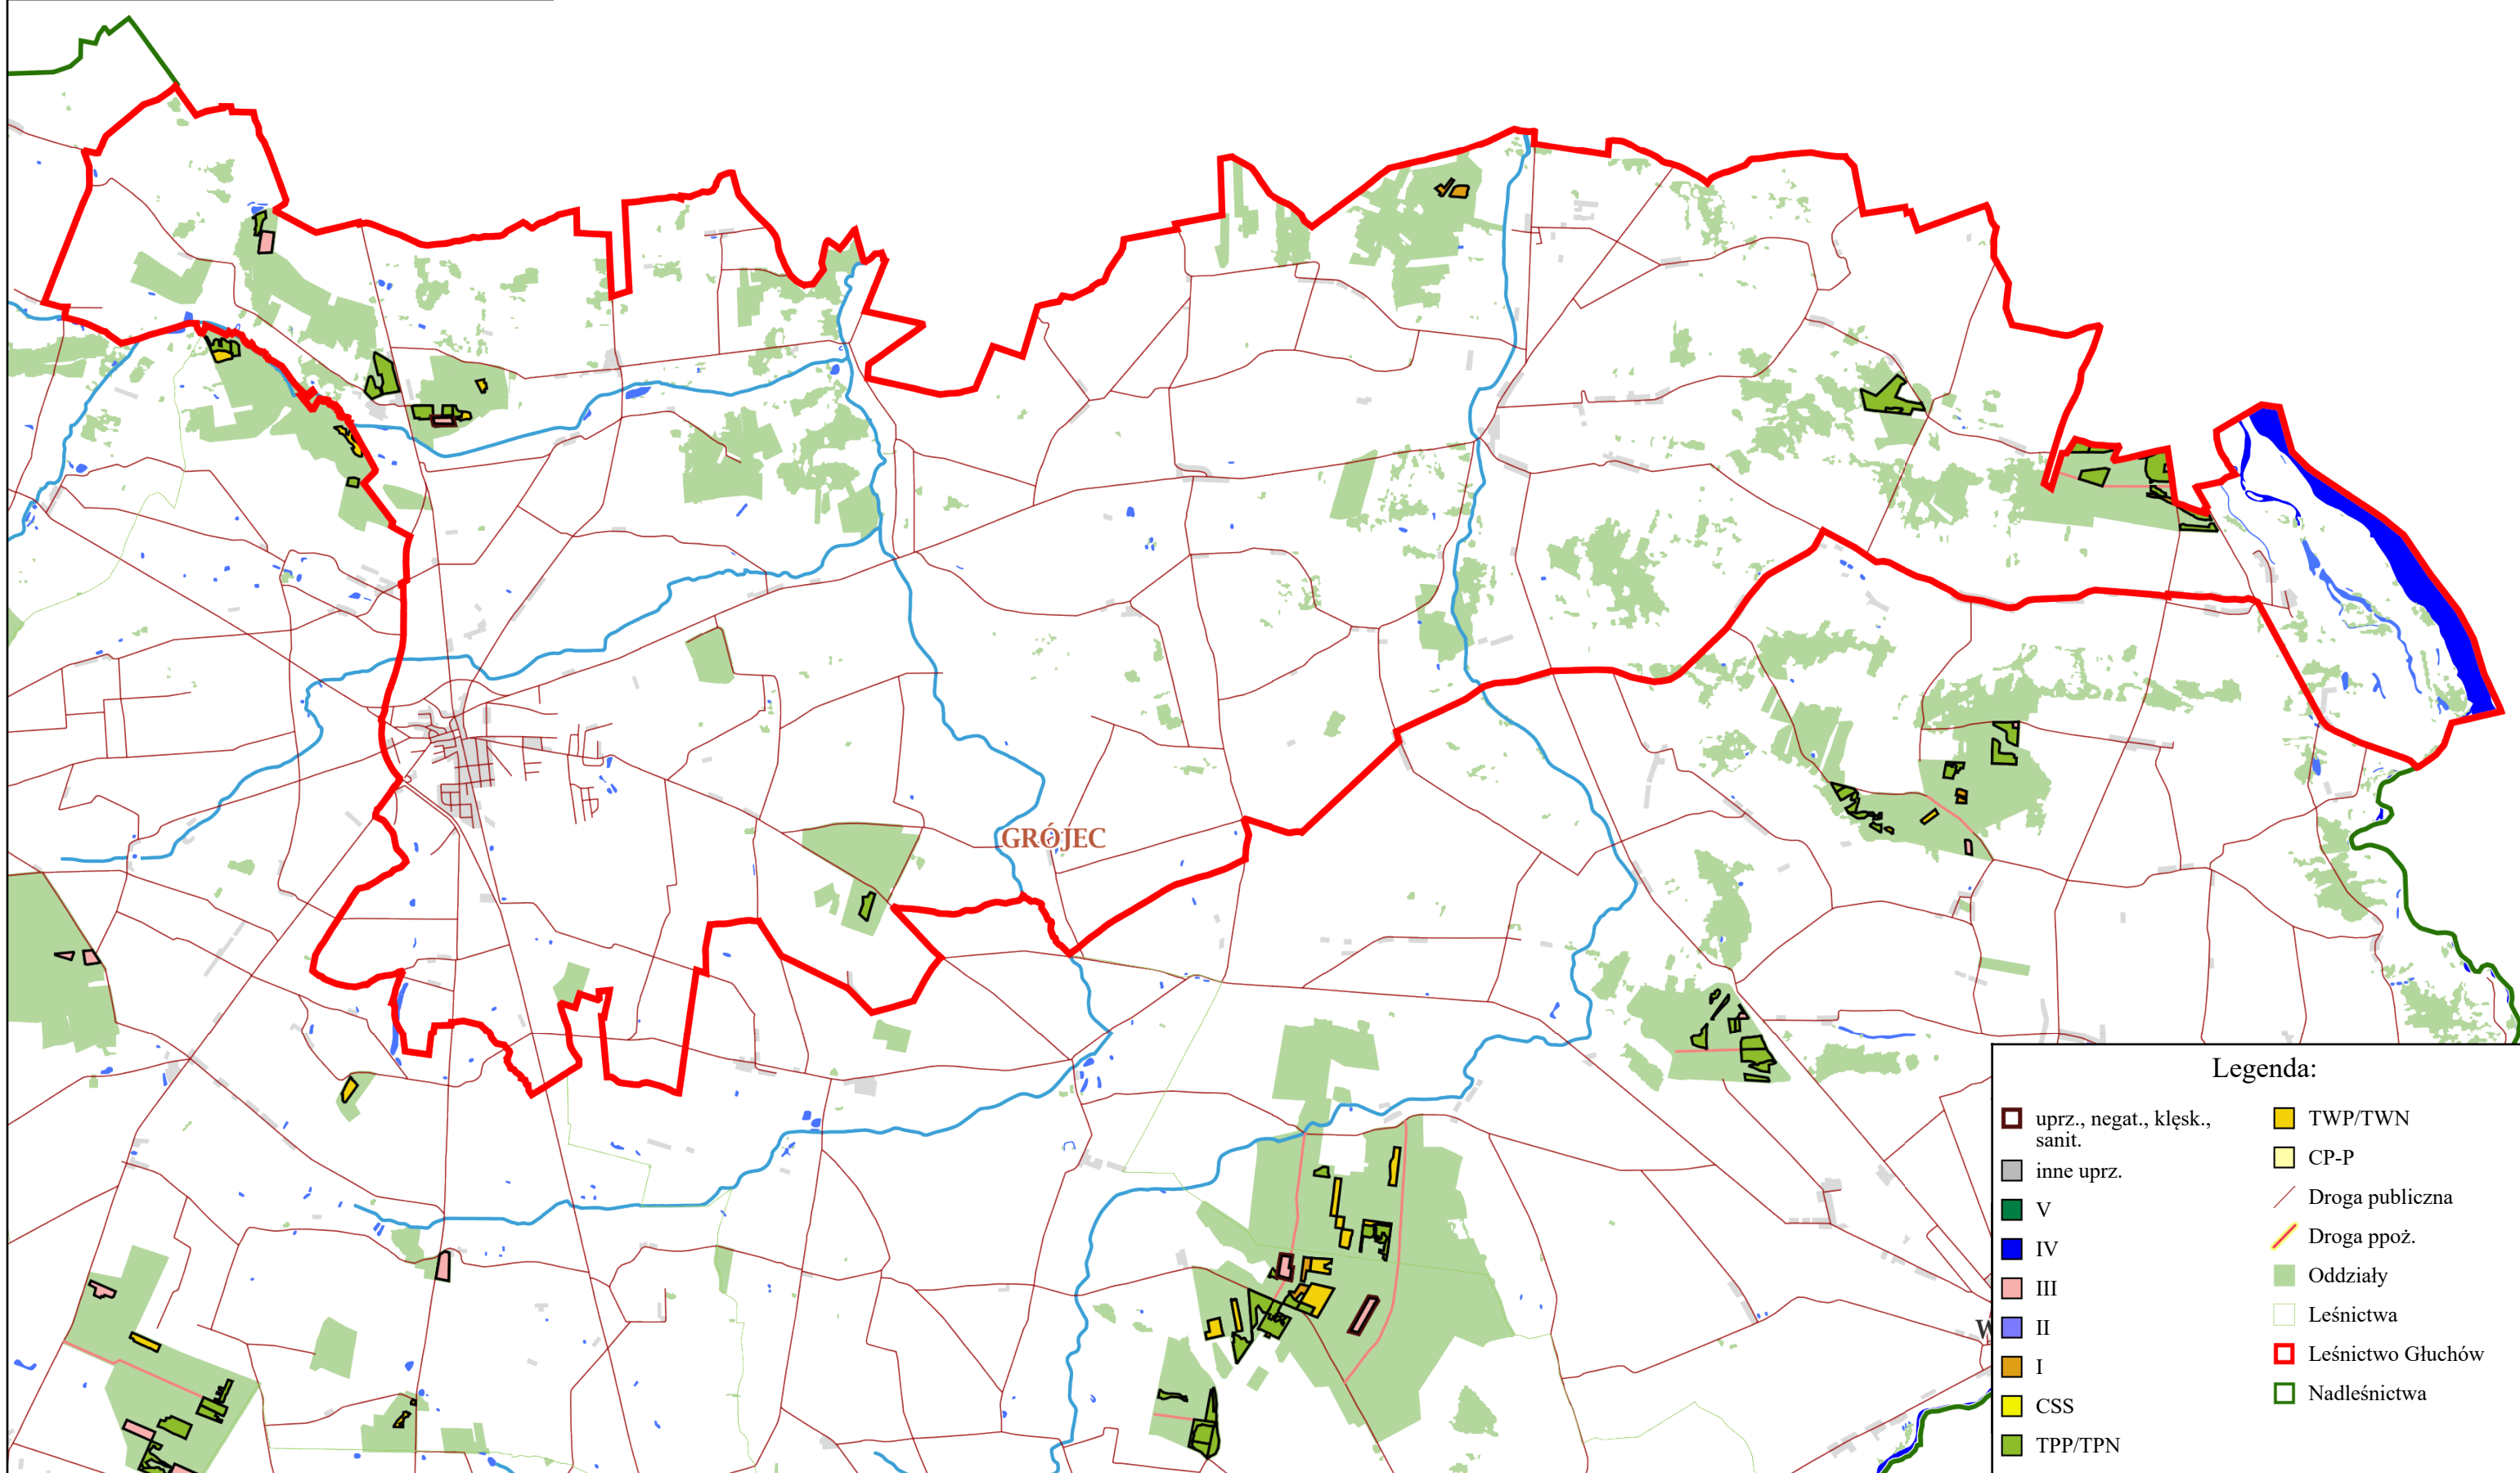 GRÓJEC
W
Legenda:
uprz., negat., klęsk.,
sanit.
inne uprz.
V
IV
III
II
I
CSS
TPP/TPN
TWP/TWN
CP-P
Droga publiczna
Droga ppoż.
Oddziały
Leśnictwa
Leśnictwo Głuchów
Nadleśnictwa